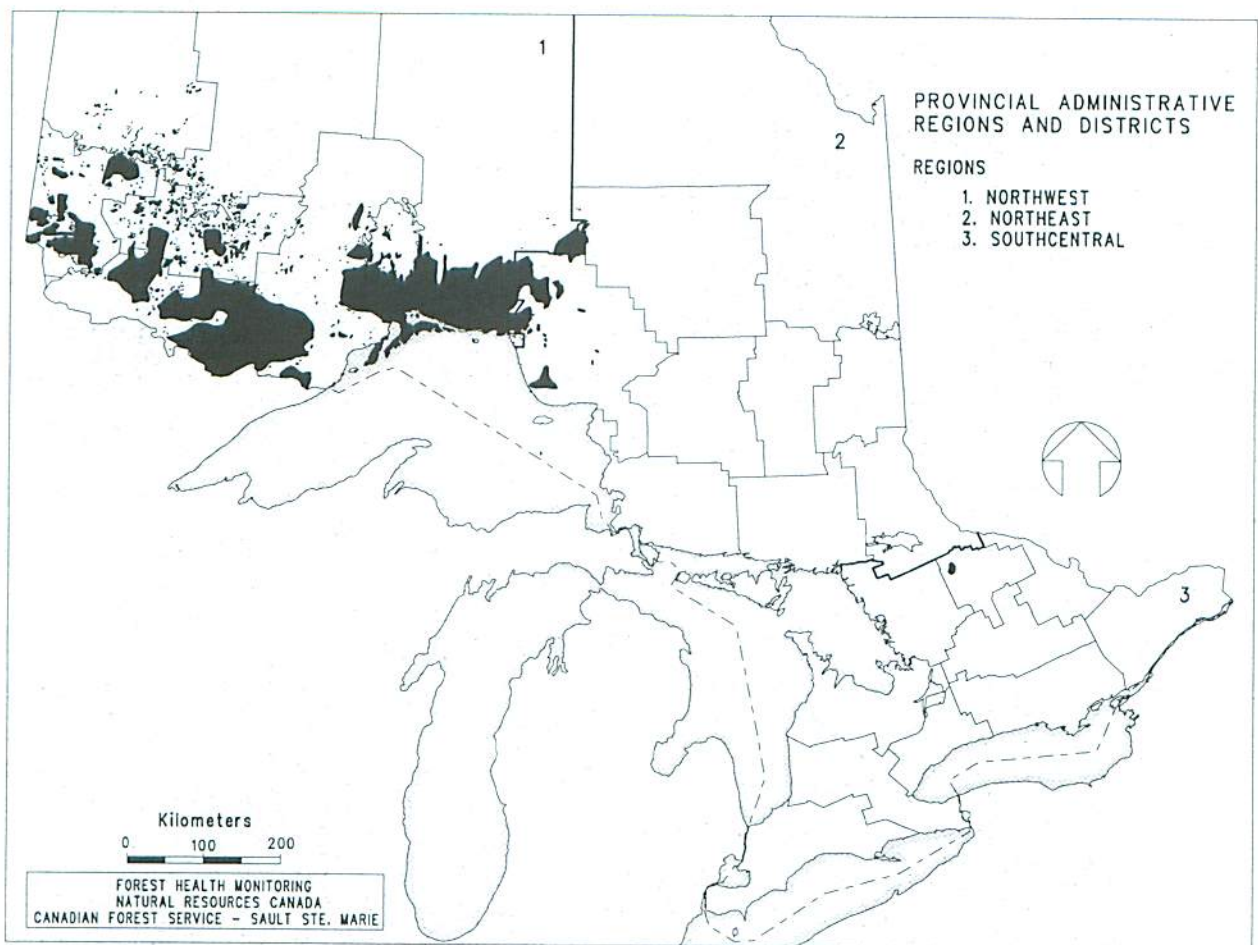 1
2
PROVINCIAL ADMINISTRATIVE
REGIONS AND DISTRICTS
REGIONS
1. NORTHWEST
2. NORTHEAST
3. SOUTHCENTRAL
3
Kilometers
0 100 200
FOREST HEALTH MONITORING
NATURAL RESOURCES CANADA
CANADIAN FOREST SERVICE - SAULT STE. MARIE